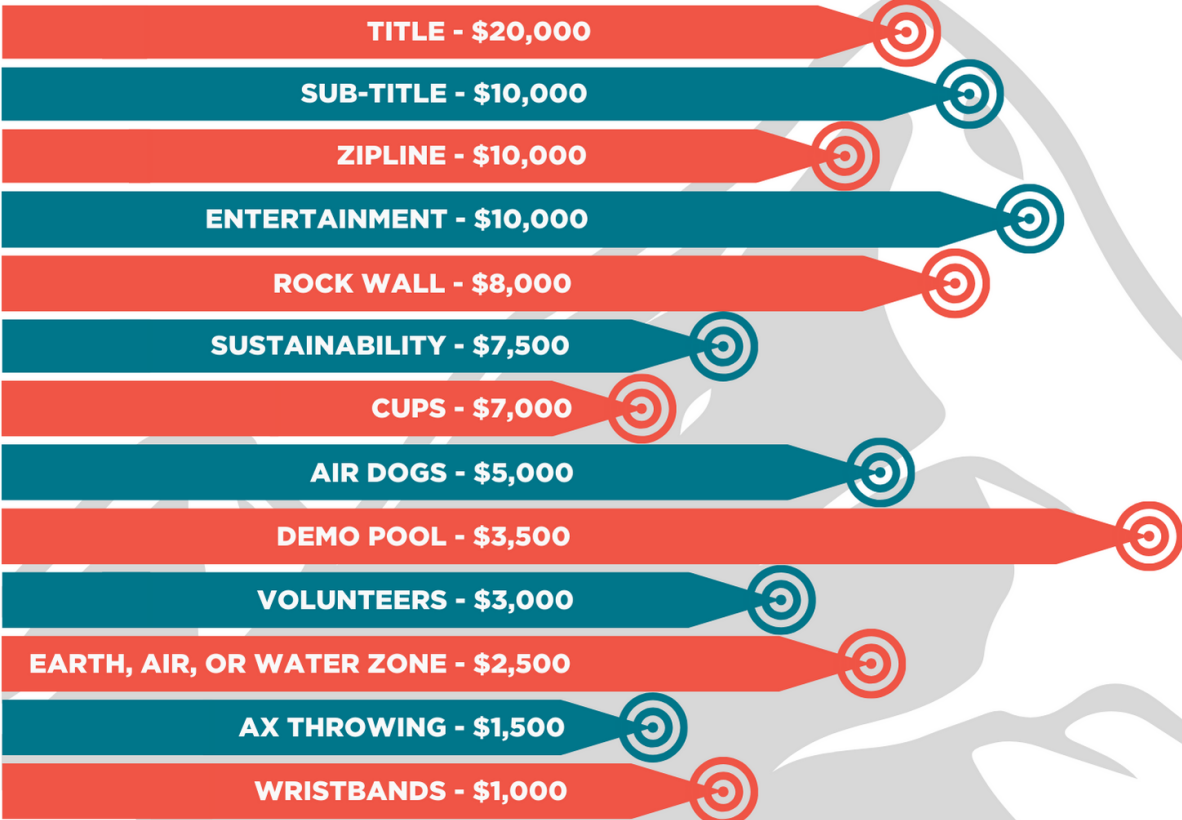 TITLE - $20,000
SUB-TITLE - $10,000
ZIPLINE - $10,000
ENTERTAINMENT - $10,000
ROCK WALL - $8,000
SUSTAINABILITY - $7,500
CUPS - $7,000
AIR DOGS - $5,000
DEMO POOL - $3,500
VOLUNTEERS - $3,000
EARTH, AIR, OR WATER ZONE - $2,500
AX THROWING - $1,500
WRISTBANDS - $1,000